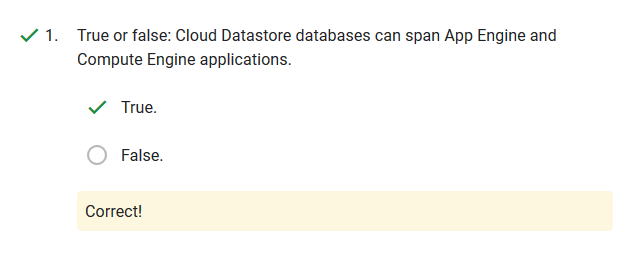 1. True or false: Cloud Datastore databases can span App Engine and
Compute Engine applications.
True.
False.
Correct!